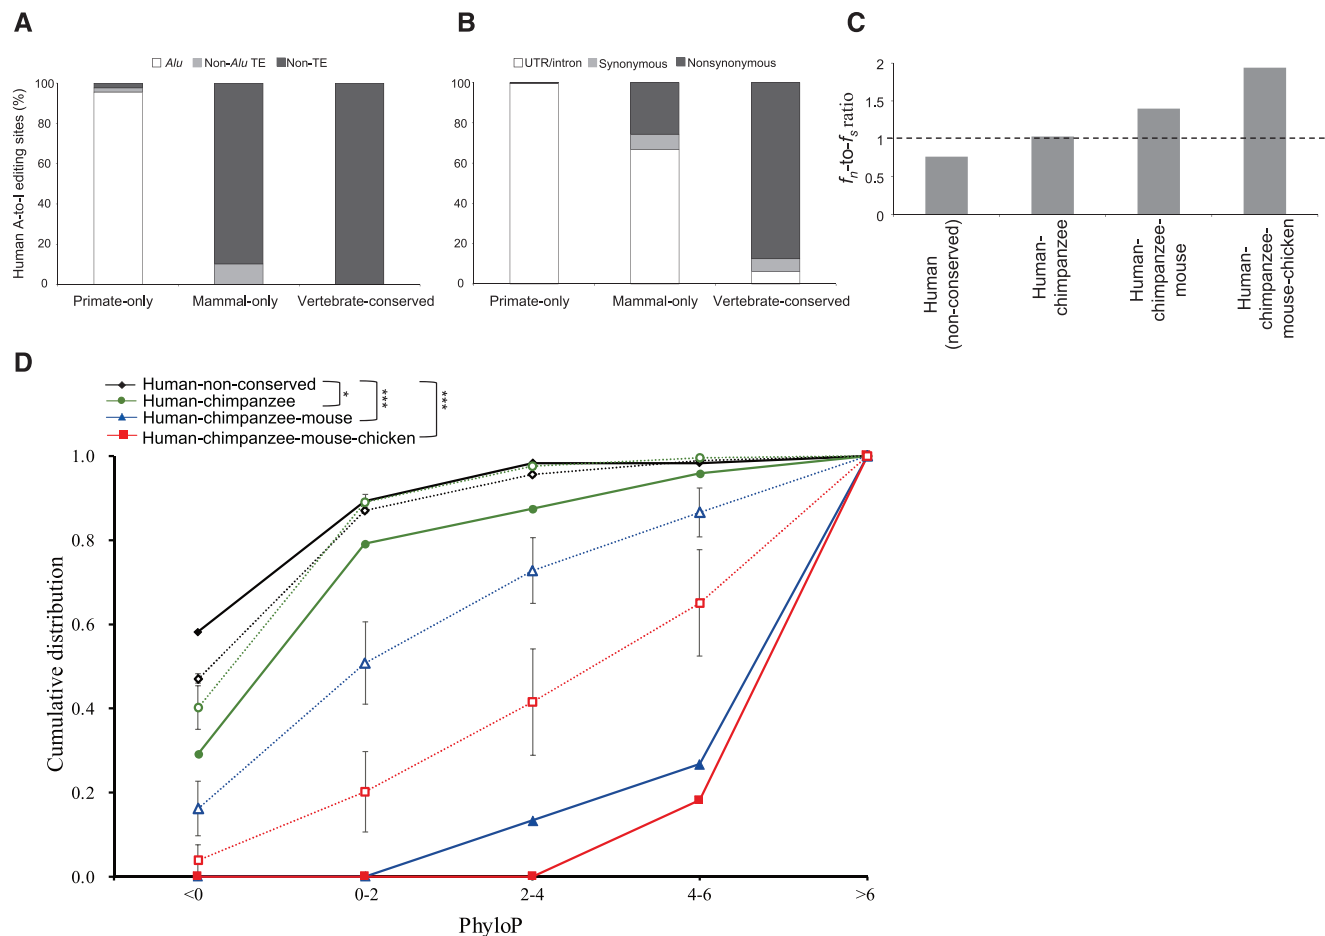 A
Alu Non-Alu TE Non-TE
Human A-to-I editing sites (%)
100
80
60
40
20
0
Primate-only Mammal-only Vertebrate-conserved
B
UTR/intron Synonymous Nonsynonymous
100
80
60
40
20
0
Primate-only Mammal-only Vertebrate-conserved
C
fn-to-fs ratio
2
1.5
1
0.5
0
Human
(non-conserved)
Human-
chimpanzee
Human-
chimpanzee-
mouse
Human-
chimpanzee-
mouse-chicken
D
Human-non-conserved
Human-chimpanzee
Human-chimpanzee-mouse
Human-chimpanzee-mouse-chicken
*
***
***
Cumulative distribution
1.0
0.8
0.6
0.4
0.2
0.0
<0 0-2 2-4 4-6 >6
PhyloP